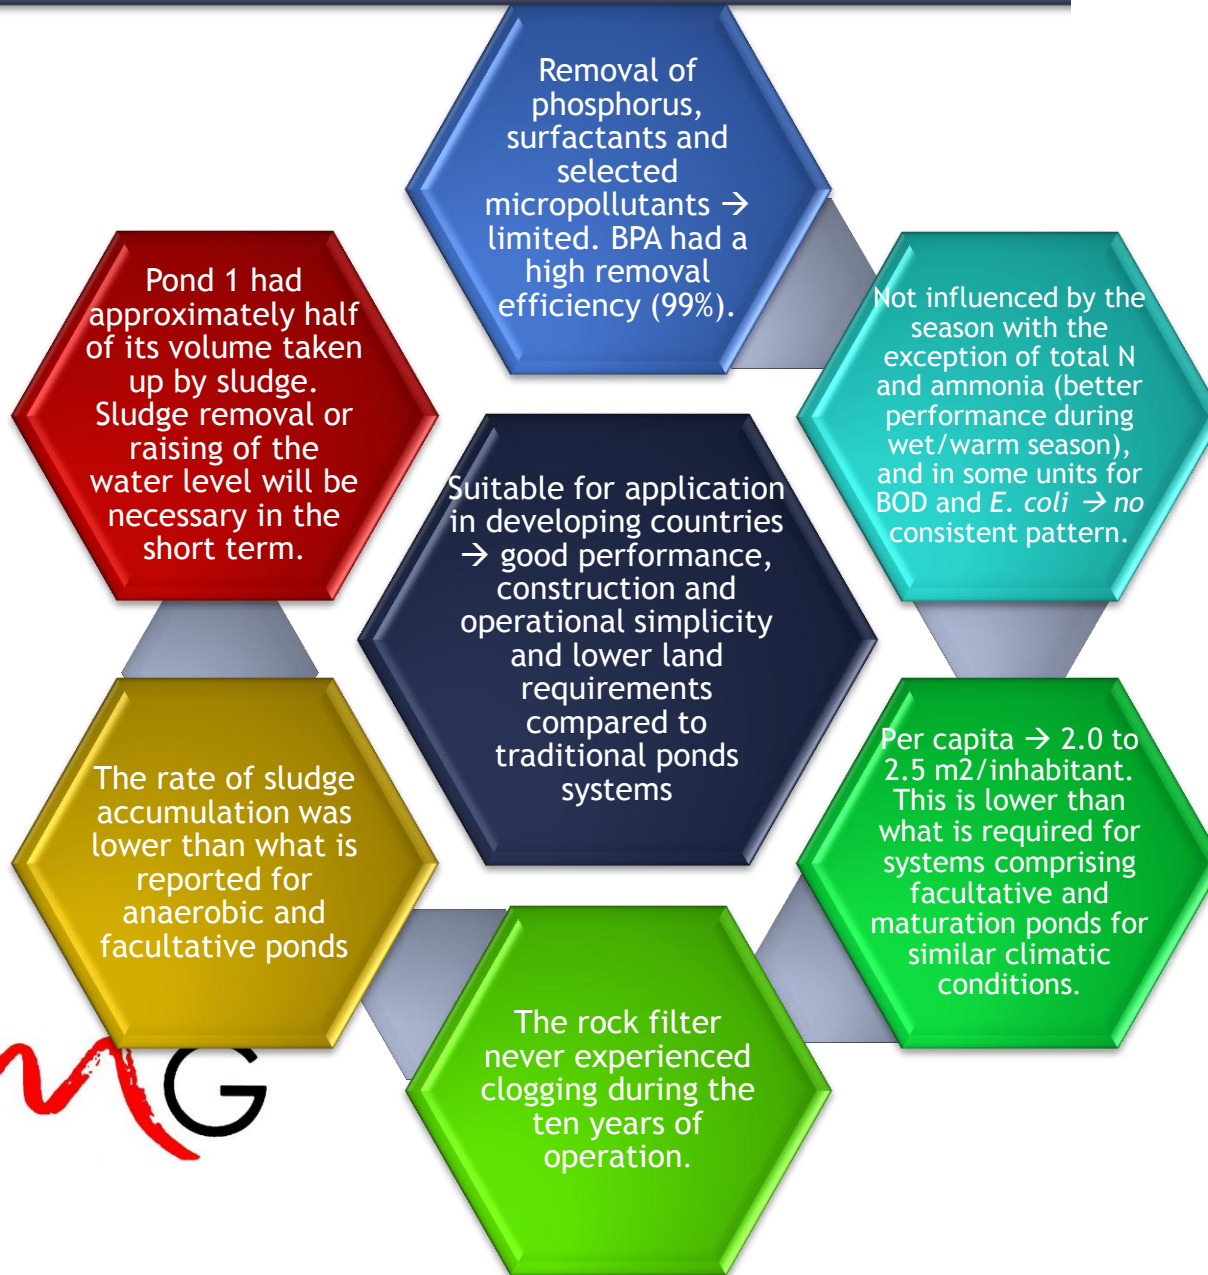 Removal of
phosphorus,
surfactants and
selected
micropollutants →
limited. BPA had a
high removal
efficiency (99%).
Not influenced by the
season with the
exception of total N
and ammonia (better
performance during
wet/warm season),
and in some units for
BOD and E. coli → no
consistent pattern.
Per capita → 2.0 to
2.5 m2/inhabitant.
This is lower than
what is required for
systems comprising
facultative and
maturation ponds for
similar climatic
conditions.
The rock filter
never experienced
clogging during the
ten years of
operation.
The rate of sludge
accumulation was
lower than what is
reported for
anaerobic and
facultative ponds
Pond 1 had
approximately half
of its volume taken
up by sludge.
Sludge removal or
raising of the
water level will be
necessary in the
short term.
Suitable for application
in developing countries
→ good performance,
construction and
operational simplicity
and lower land
requirements
compared to
traditional ponds
systems